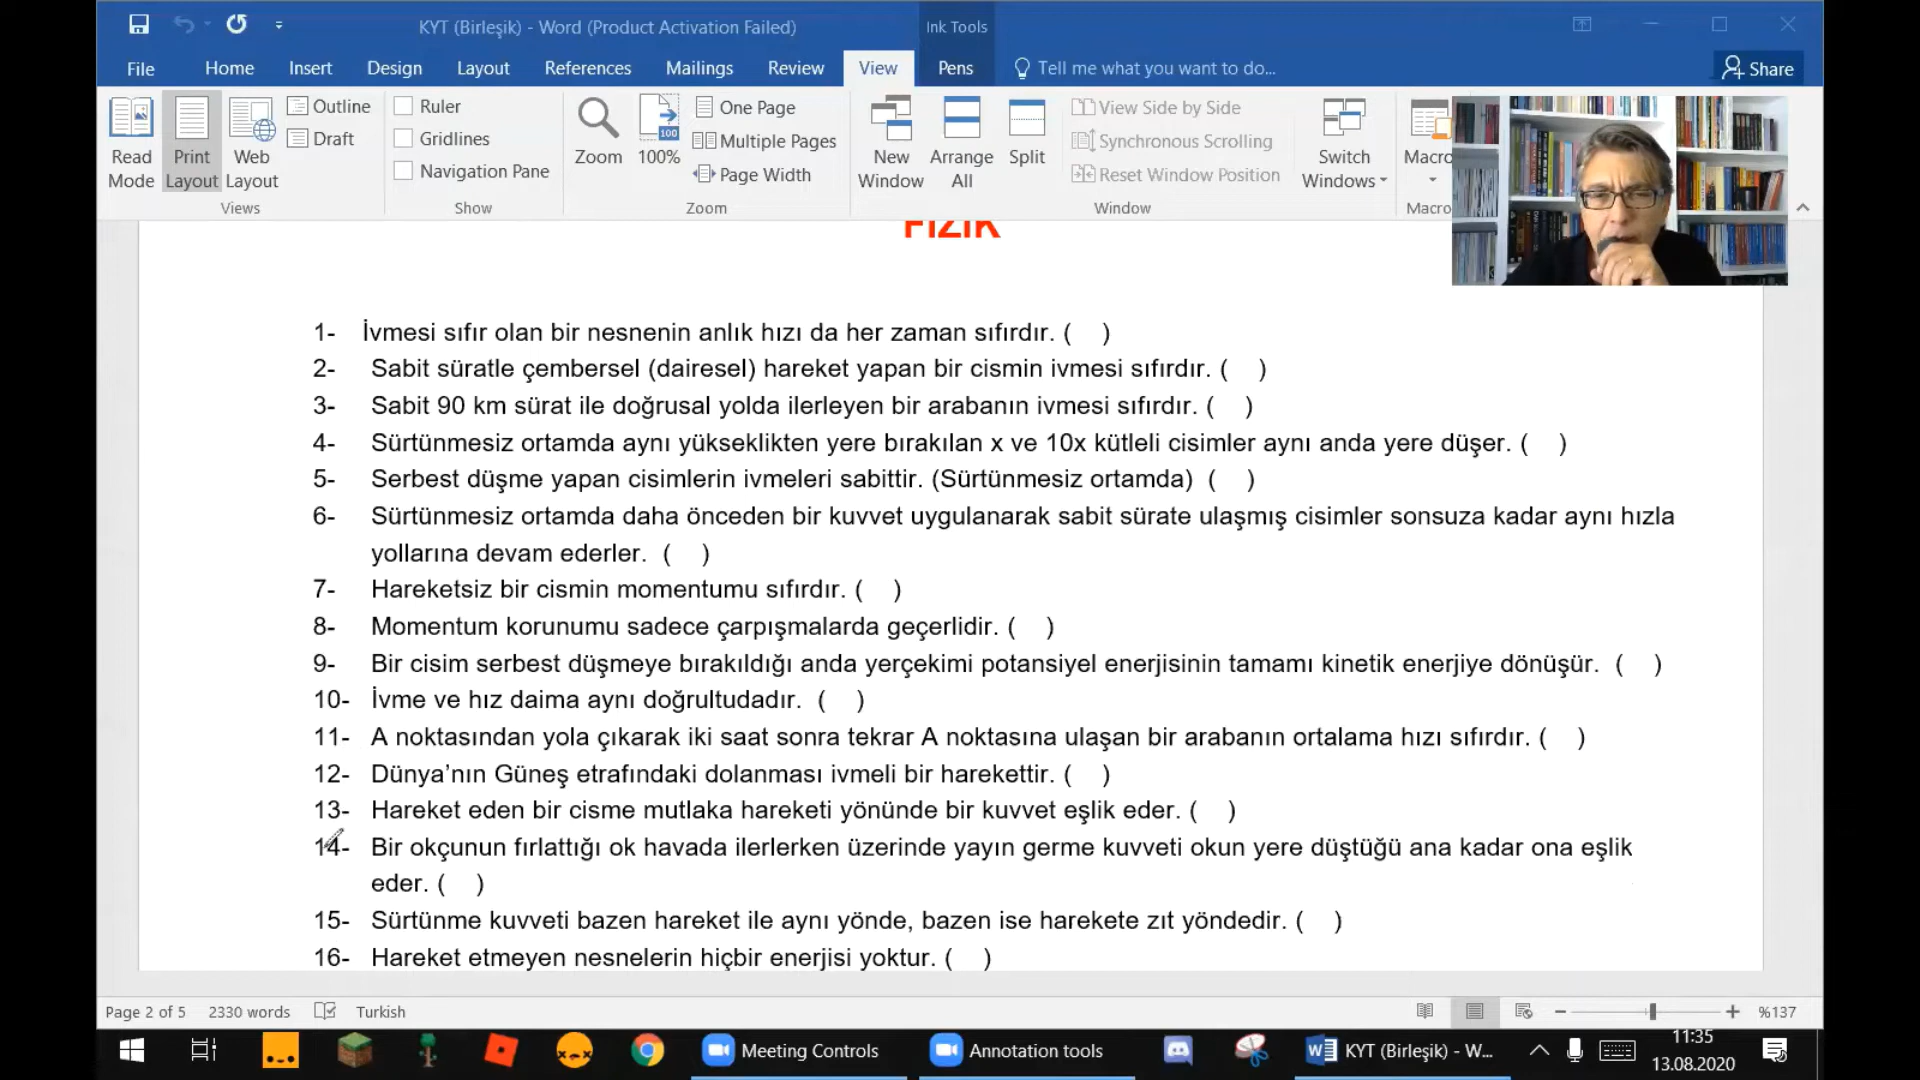 KYT (Birleşik) - Word (Product Activation Failed)
Ink Tools
File Home Insert Design Layout References Mailings Review View Pens Tell me what you want to do... Share
Read Mode
Print Layout
Web Layout
Outline
Draft
Views
Ruler
Gridlines
Navigation Pane
Show
Zoom
100%
100
One Page
Multiple Pages
Page Width
Zoom
New Window
Arrange All
Split
View Side by Side
Synchronous Scrolling
Reset Window Position
Window
Switch Windows
Macro
Macro
FİZİK
1- İvmesi sıfır olan bir nesnenin anlık hızı da her zaman sıfırdır. ( )
2- Sabit süratle çembersel (dairesel) hareket yapan bir cismin ivmesi sıfırdır. ( )
3- Sabit 90 km sürat ile doğrusal yolda ilerleyen bir arabanın ivmesi sıfırdır. ( )
4- Sürtünmesiz ortamda aynı yükseklikten yere bırakılan x ve 10x kütleli cisimler aynı anda yere düşer. ( )
5- Serbest düşme yapan cisimlerin ivmeleri sabittir. (Sürtünmesiz ortamda) ( )
6- Sürtünmesiz ortamda daha önceden bir kuvvet uygulanarak sabit sürate ulaşmış cisimler sonsuza kadar aynı hızla
yollarına devam ederler. ( )
7- Hareketsiz bir cismin momentumu sıfırdır. ( )
8- Momentum korunumu sadece çarpışmalarda geçerlidir. ( )
9- Bir cisim serbest düşmeye bırakıldığı anda yerçekimi potansiyel enerjisinin tamamı kinetik enerjiye dönüşür. ( )
10- İvme ve hız daima aynı doğrultudadır. ( )
11- A noktasından yola çıkarak iki saat sonra tekrar A noktasına ulaşan bir arabanın ortalama hızı sıfırdır. ( )
12- Dünya’nın Güneş etrafındaki dolanması ivmeli bir harekettir. ( )
13- Hareket eden bir cisme mutlaka hareketi yönünde bir kuvvet eşlik eder. ( )
14- Bir okçunun fırlattığı ok havada ilerlerken üzerinde yayın germe kuvveti okun yere düştüğü ana kadar ona eşlik
eder. ( )
15- Sürtünme kuvveti bazen hareket ile aynı yönde, bazen ise harekete zıt yöndedir. ( )
16- Hareket etmeyen nesnelerin hiçbir enerjisi yoktur. ( )
Page 2 of 5 2330 words Turkish %137
Meeting Controls
Annotation tools
KYT (Birleşik) - W...
11:35
13.08.2020